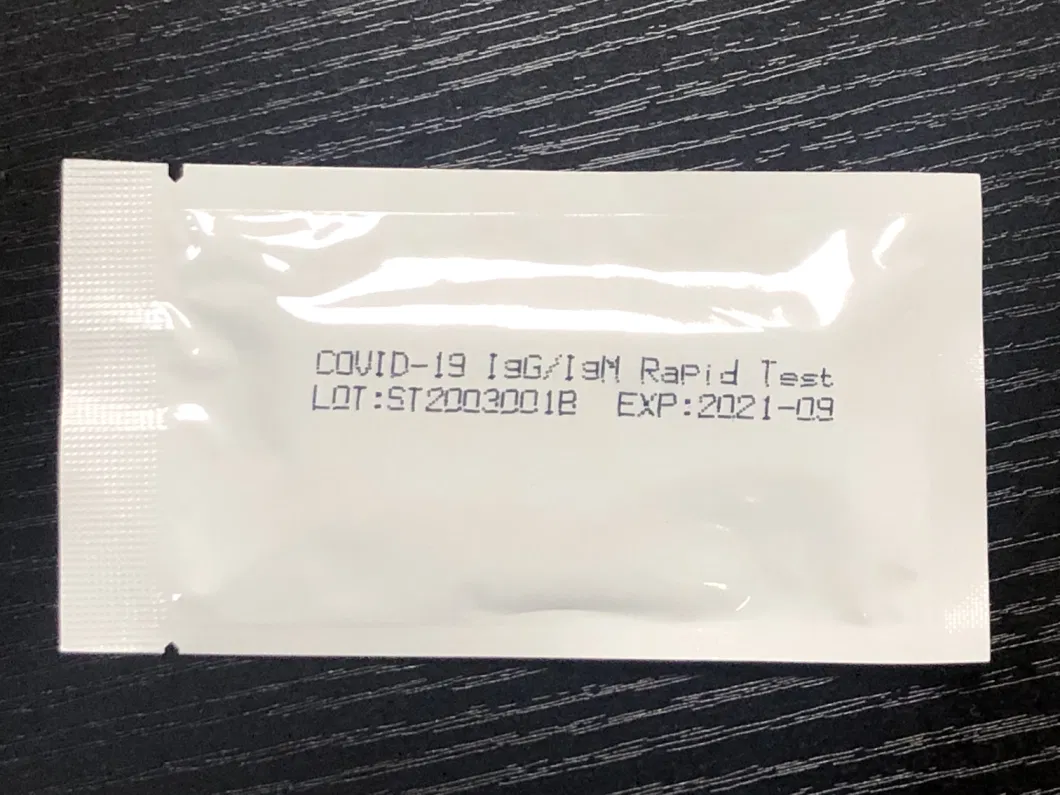 COVID-19 IgG/IgM Rapid Test
LOT:ST2003001B EXP:2021-09